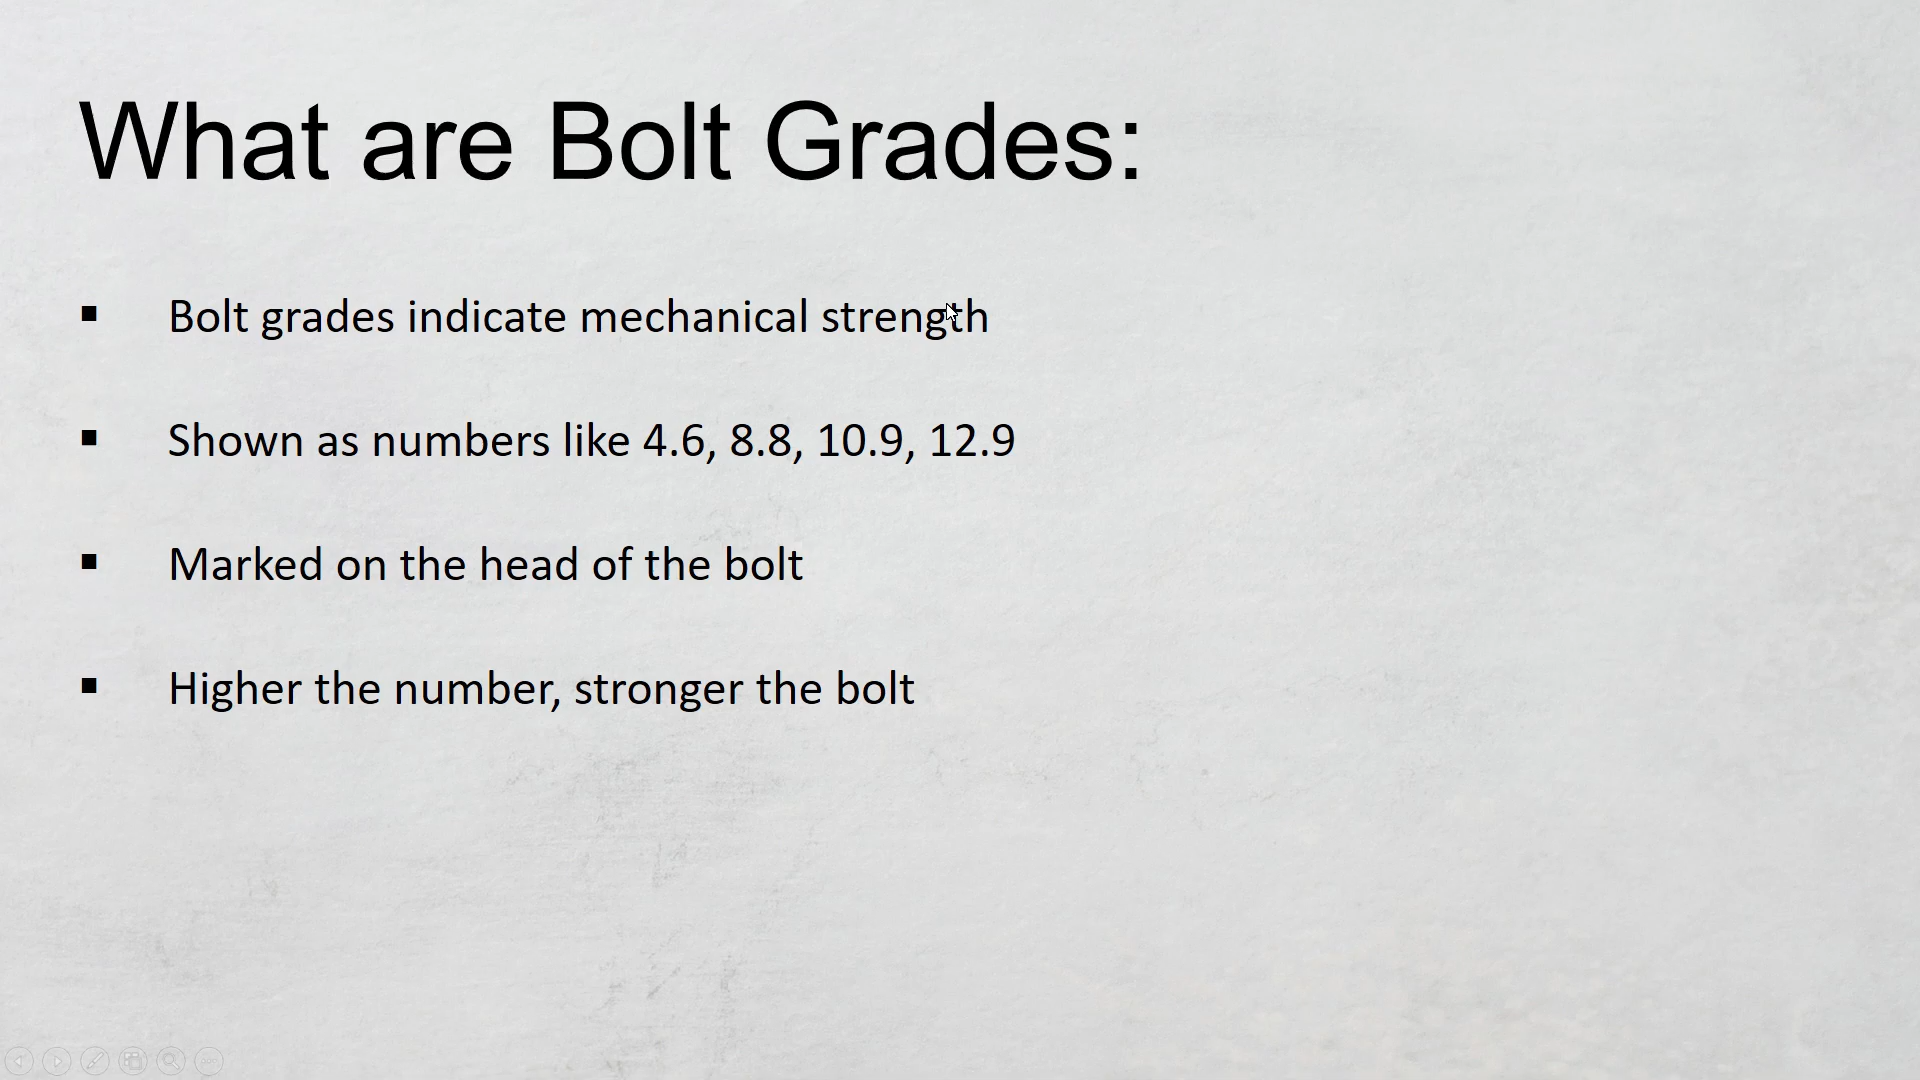 What are Bolt Grades:
▪ Bolt grades indicate mechanical strength
▪ Shown as numbers like 4.6, 8.8, 10.9, 12.9
▪ Marked on the head of the bolt
▪ Higher the number, stronger the bolt